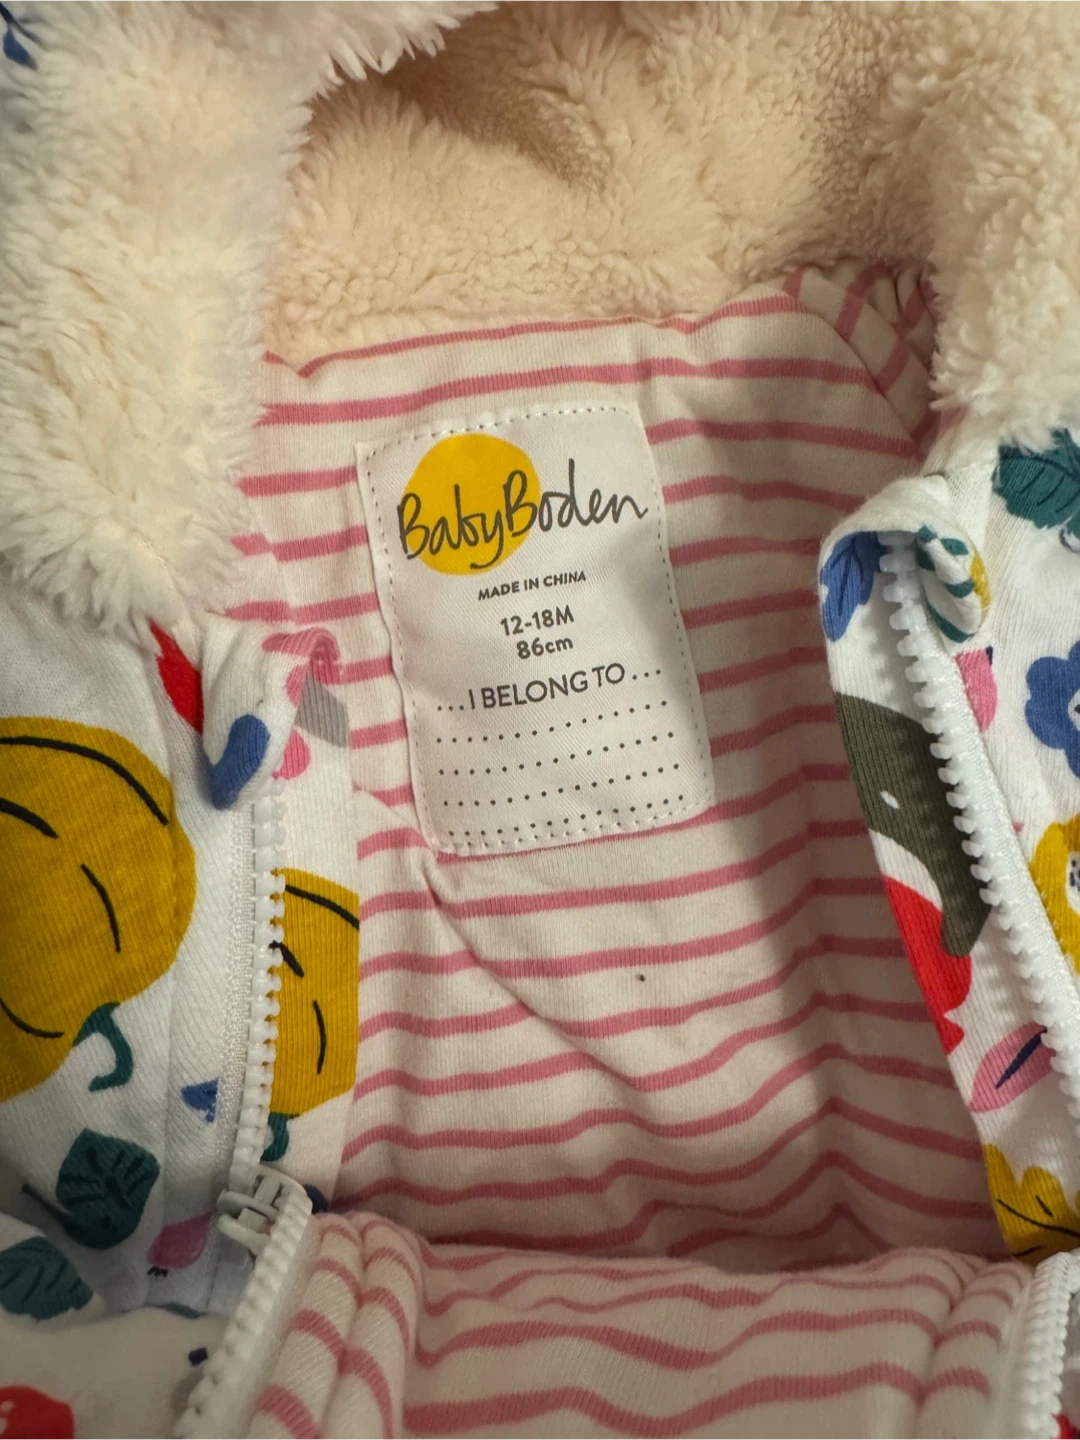 BabyBoden
MADE IN CHINA
12-18M
86cm
...I BELONG TO...